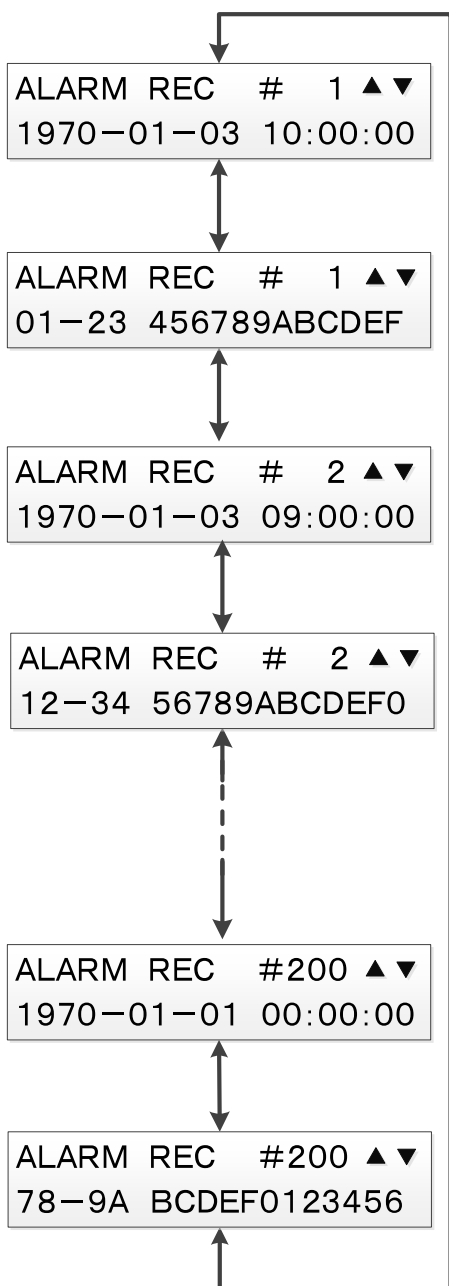 ALARM REC # 1 ▲ ▼
1970-01-03 10:00:00
ALARM REC # 1 ▲ ▼
01-23 456789ABCDEF
ALARM REC # 2 ▲ ▼
1970-01-03 09:00:00
ALARM REC # 2 ▲ ▼
12-34 56789ABCDEF0
ALARM REC #200 ▲ ▼
1970-01-01 00:00:00
ALARM REC #200 ▲ ▼
78-9A BCDEF0123456